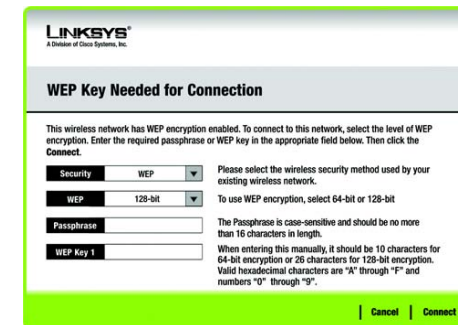 LINKSYS®
A Division of Cisco Systems, Inc.
WEP Key Needed for Connection
This wireless network has WEP encryption enabled. To connect to this network, select the level of WEP
encryption. Enter the required passphrase or WEP key in the appropriate field below. Then click the
Connect.
Security WEP Please select the wireless security method used by your
existing wireless network.
WEP 128-bit To use WEP encryption, select 64-bit or 128-bit
Passphrase The Passphrase is case-sensitive and should be no more
than 16 characters in length.
WEP Key 1 When entering this manually, it should be 10 characters for
64-bit encryption or 26 characters for 128-bit encryption.
Valid hexadecimal characters are "A" through "F" and
numbers "0" through "9".
Cancel Connect